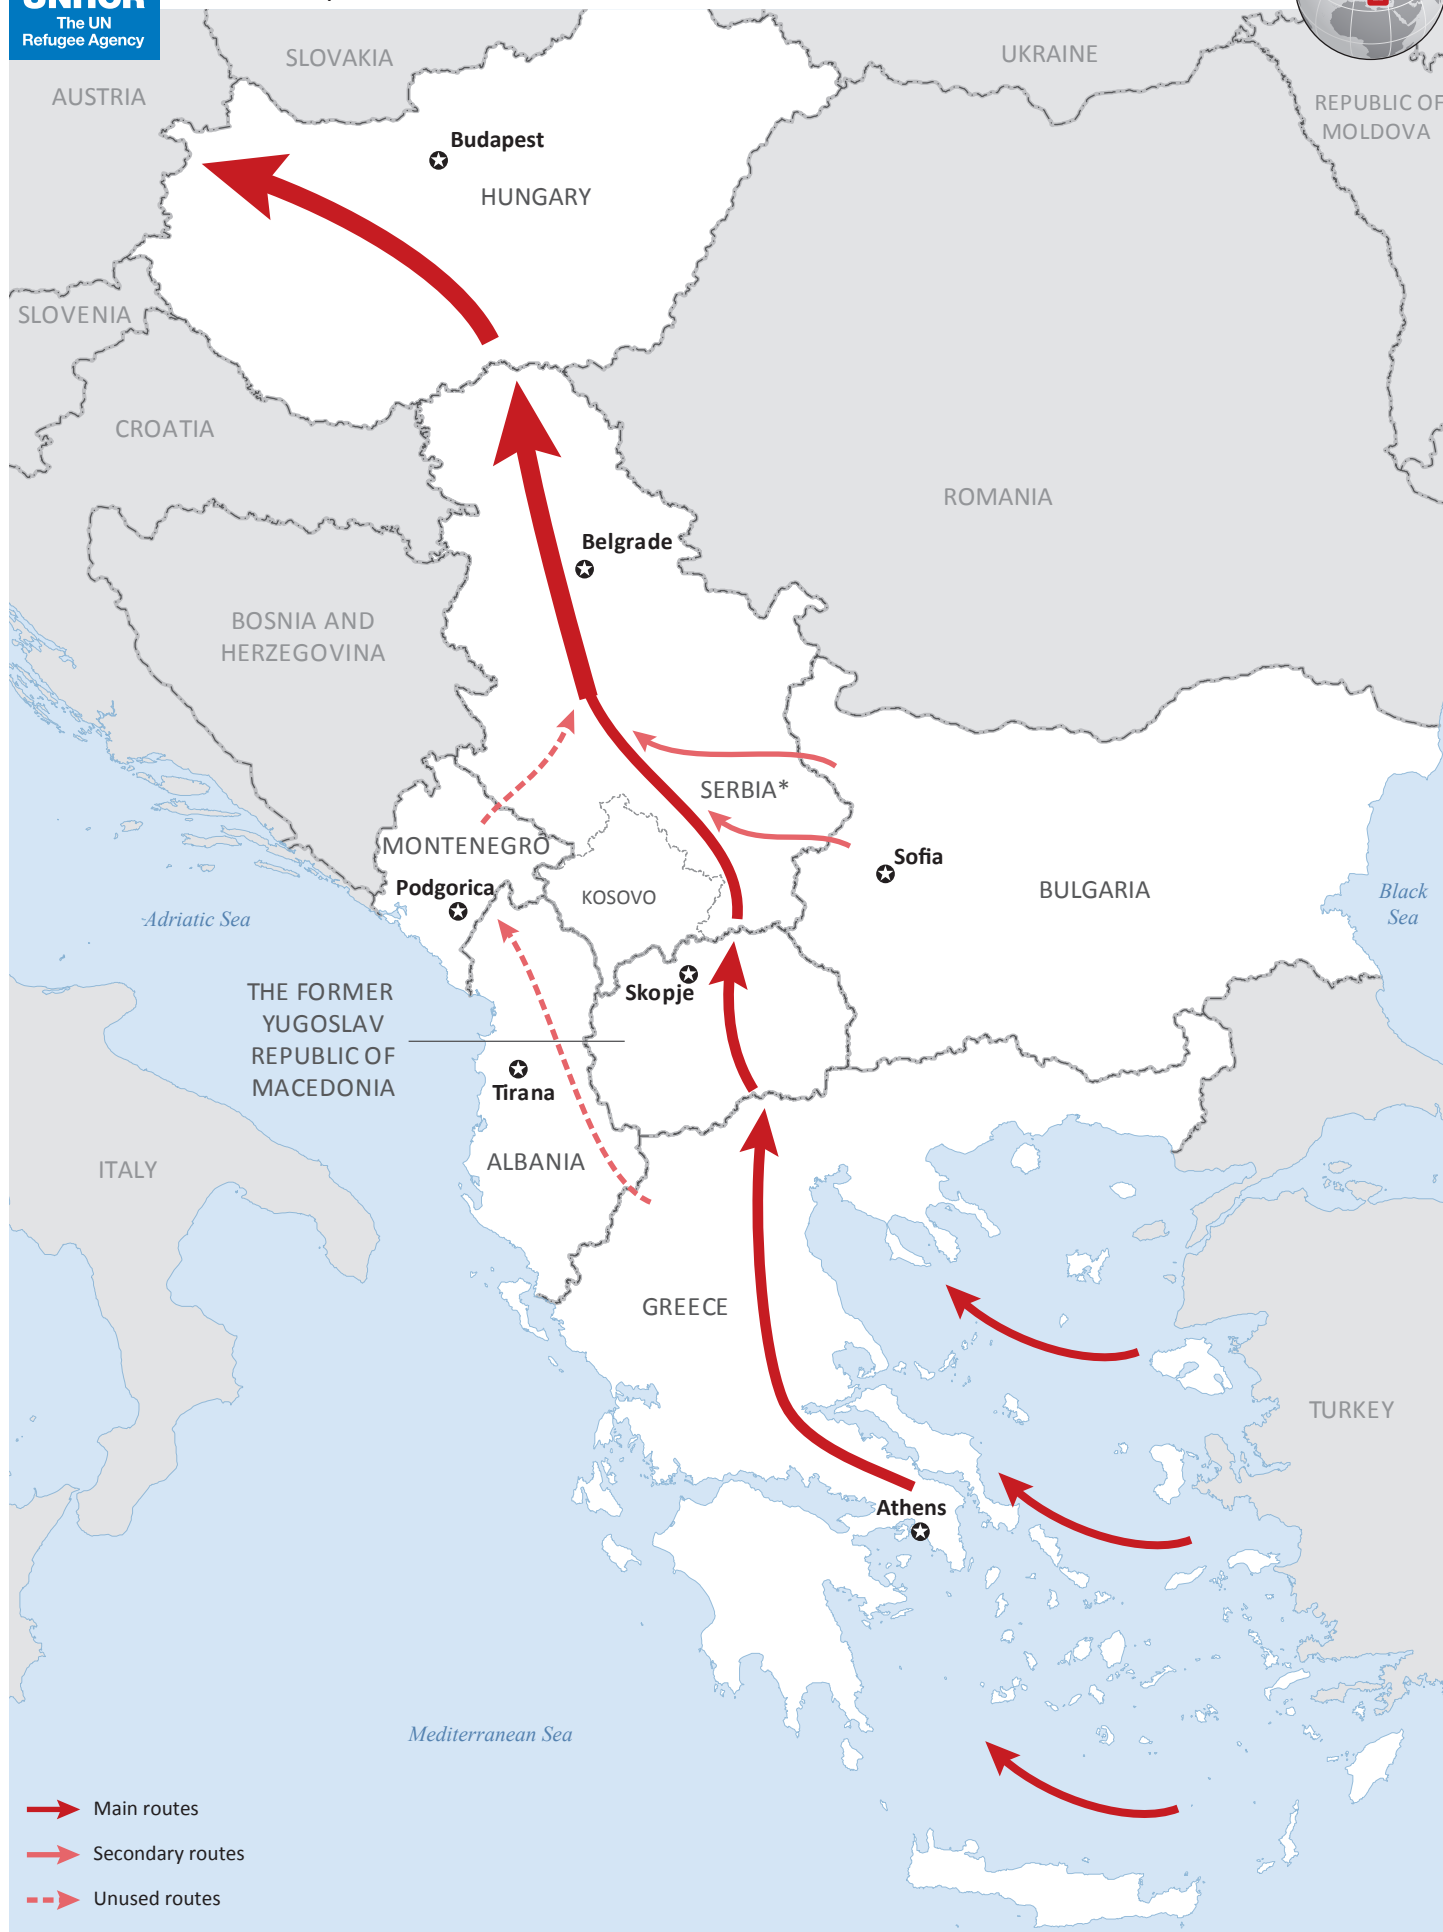 UNHCR
The UN
Refugee Agency
SLOVAKIA
UKRAINE
AUSTRIA
REPUBLIC OF
MOLDOVA
Budapest
HUNGARY
SLOVENIA
CROATIA
ROMANIA
Belgrade
BOSNIA AND
HERZEGOVINA
SERBIA*
MONTENEGRO
Sofia
Podgorica
KOSOVO
BULGARIA
Black
Sea
Adriatic Sea
Skopje
THE FORMER
YUGOSLAV
REPUBLIC OF
MACEDONIA
Tirana
ALBANIA
ITALY
GREECE
TURKEY
Athens
Mediterranean Sea
Main routes
Secondary routes
Unused routes